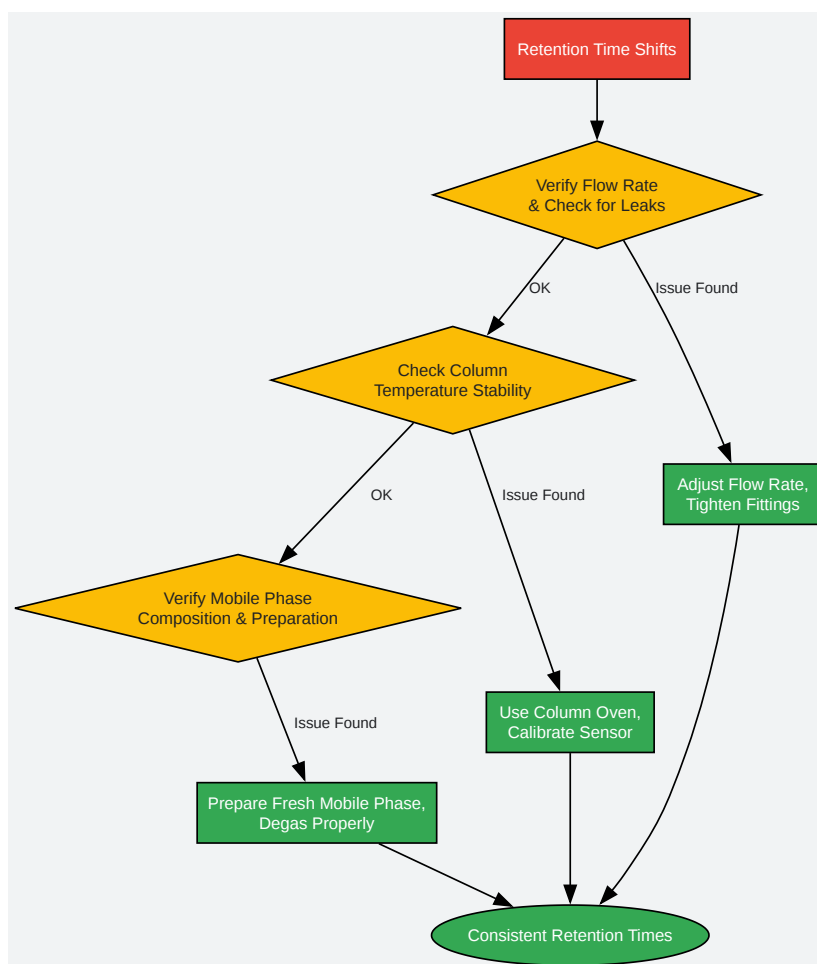 Retention Time Shifts
Verify Flow Rate
& Check for Leaks
OK
Issue Found
Check Column
Temperature Stability
OK
Issue Found
Adjust Flow Rate,
Tighten Fittings
Verify Mobile Phase
Composition & Preparation
Issue Found
Use Column Oven,
Calibrate Sensor
Prepare Fresh Mobile Phase,
Degas Properly
Consistent Retention Times